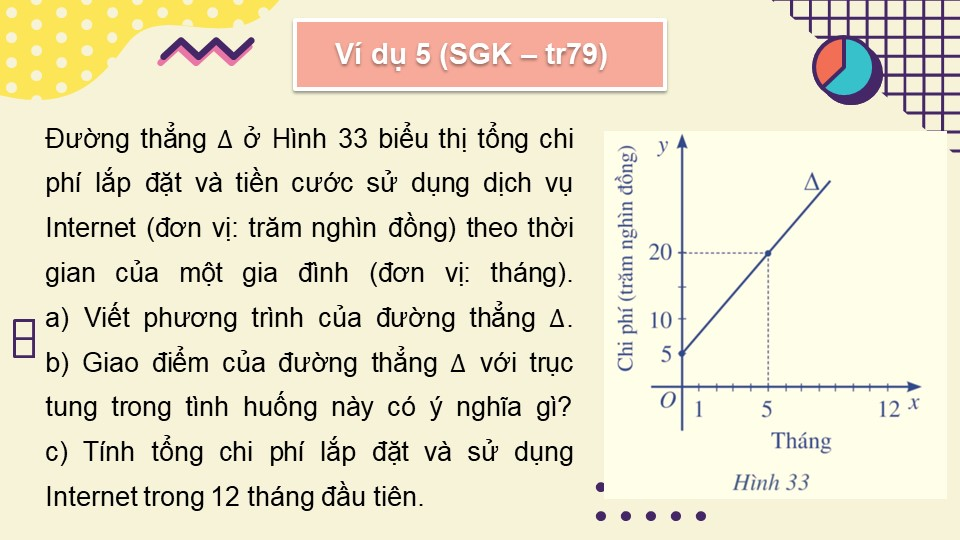 Ví dụ 5 (SGK – tr79)
Đường thẳng Δ ở Hình 33 biểu thị tổng chi
phí lắp đặt và tiền cước sử dụng dịch vụ
Internet (đơn vị: trăm nghìn đồng) theo thời
gian của một gia đình (đơn vị: tháng).
a) Viết phương trình của đường thẳng Δ.
b) Giao điểm của đường thẳng Δ với trục
tung trong tình huống này có ý nghĩa gì?
c) Tính tổng chi phí lắp đặt và sử dụng
Internet trong 12 tháng đầu tiên.
Chi phí (trăm nghìn đồng)
y
Δ
20
10
5
O 1 5 12 x
Tháng
Hình 33